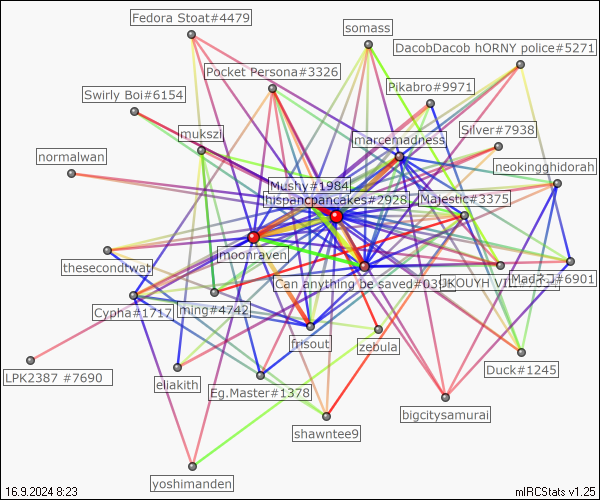 Fedora Stoat#4479
somass
DacobDacob hORNY police#5271
Pocket Persona#3326
Pikabro#9971
Swirly Boi#6154
Silver#7938
mukszi
marcemadness
normalwan
neokingghidorah
Mushy#1984
hispancpancakes#2928
Majestic#3375
moonraven
thesecondtwat
Can anything be saved#03
JKOUYH
#6901
Cypha#1717
ming#4742
frisout
zebula
Duck#1245
LPK2387 #7690
eliakith
Eg.Master#1378
bigcitysamurai
shawntee9
yoshimanden
16.9.2024 8:23
mIRCStats v1.25